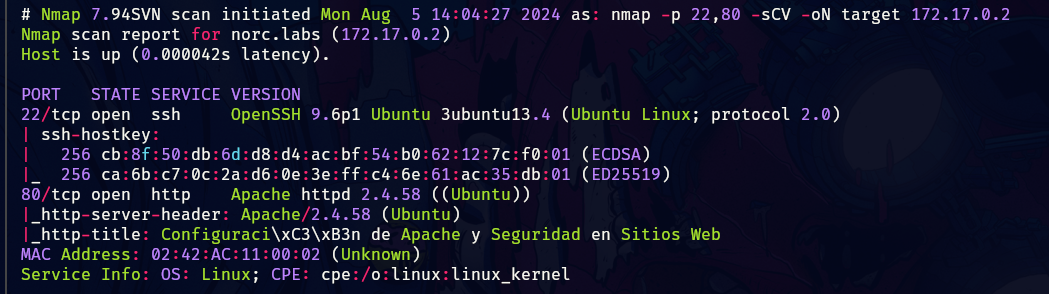 # Nmap 7.94SVN scan initiated Mon Aug  5 14:04:27 2024 as: nmap -p 22,80 -sCV -oN target 172.17.0.2
Nmap scan report for norc.labs (172.17.0.2)
Host is up (0.000042s latency).
PORT   STATE SERVICE VERSION
22/tcp open  ssh     OpenSSH 9.6p1 Ubuntu 3ubuntu13.4 (Ubuntu Linux; protocol 2.0)
| ssh-hostkey:
|   256 cb:8f:50:db:6d:d8:d4:ac:bf:54:b0:62:12:7c:f0:01 (ECDSA)
|_  256 ca:6b:c7:0c:2a:d6:0e:3e:ff:c4:6e:61:ac:35:db:01 (ED25519)
80/tcp open  http    Apache httpd 2.4.58 ((Ubuntu))
|_http-server-header: Apache/2.4.58 (Ubuntu)
|_http-title: Configuraci\xC3\xB3n de Apache y Seguridad en Sitios Web
MAC Address: 02:42:AC:11:00:02 (Unknown)
Service Info: OS: Linux; CPE: cpe:/o:linux:linux_kernel